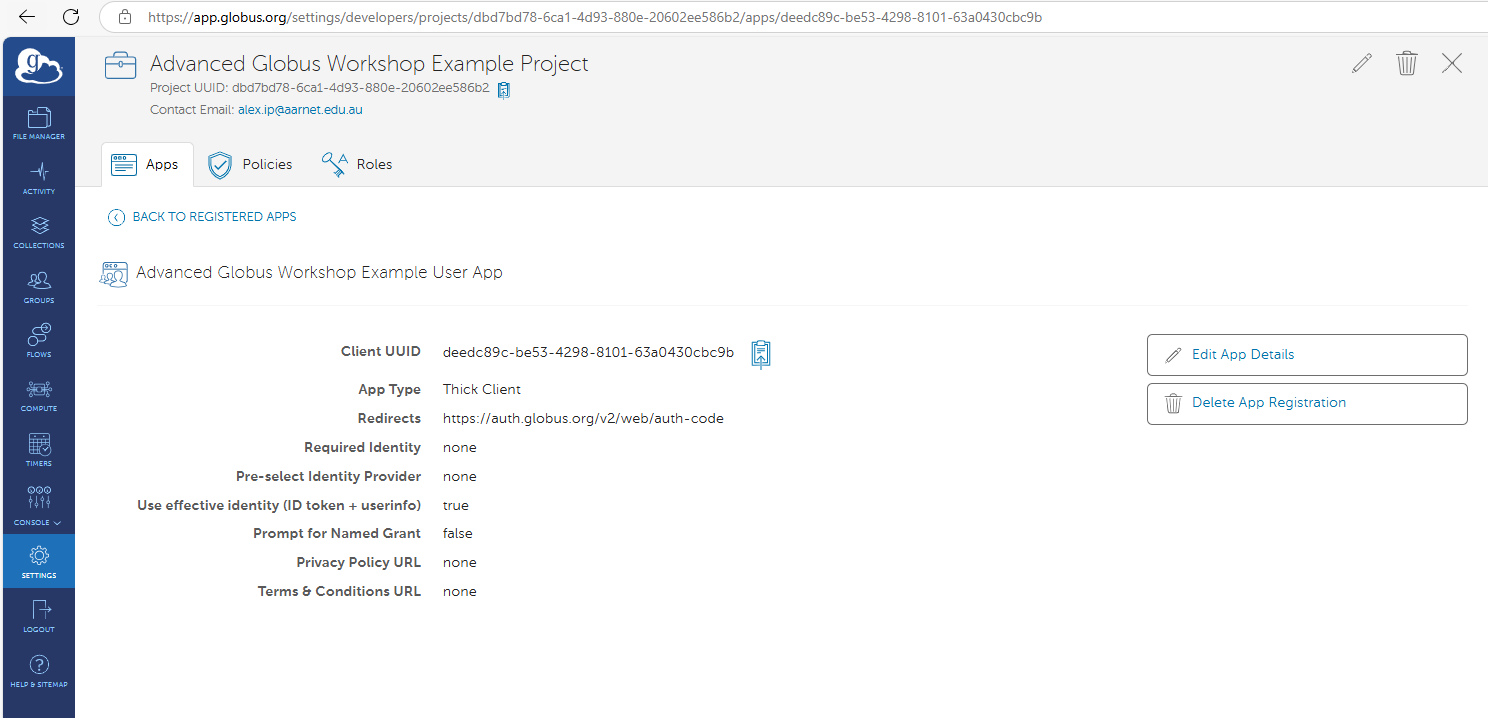 https://app.globus.org/settings/developers/projects/dbd7bd78-6ca1-4d93-880e-20602ee586b2/apps/deedc89c-be53-4298-8101-63a0430cbc9b
g
FILE MANAGER
ACTIVITY
COLLECTIONS
GROUPS
FLOWS
COMPUTE
TIMERS
CONSOLE
SETTINGS
LOGOUT
HELP & SITEMAP
Advanced Globus Workshop Example Project
Project UUID: dbd7bd78-6ca1-4d93-880e-20602ee586b2
Contact Email: alex.ip@aarnet.edu.au
Apps
Policies
Roles
BACK TO REGISTERED APPS
Advanced Globus Workshop Example User App
Client UUID deedc89c-be53-4298-8101-63a0430cbc9b
App Type Thick Client
Redirects https://auth.globus.org/v2/web/auth-code
Required Identity none
Pre-select Identity Provider none
Use effective identity (ID token + userinfo) true
Prompt for Named Grant false
Privacy Policy URL none
Terms & Conditions URL none
Edit App Details
Delete App Registration